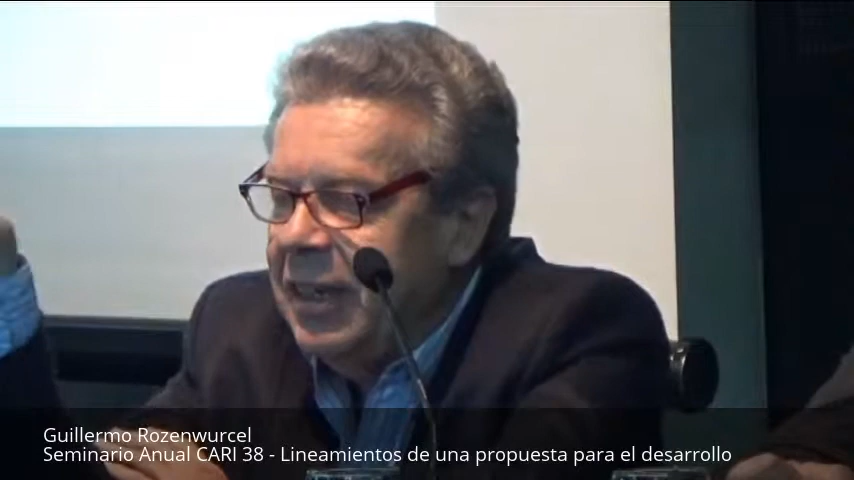 Guillermo Rozenwurcel
Seminario Anual CARI 38 - Lineamientos de una propuesta para el desarrollo